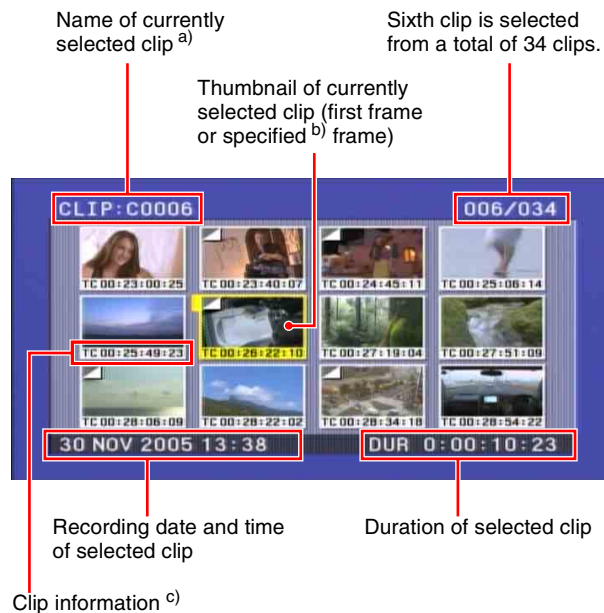 Name of currently
selected clip a)
Sixth clip is selected
from a total of 34 clips.
Thumbnail of currently
selected clip (first frame
or specified b) frame)
CLIP:C0006
006/034
TC 00:23:00:25
TC 00:23:40:07
TC 00:24:45:11
TC 00:25:06:14
TC 00:25:49:23
TC 00:26:22:10
TC 00:27:19:04
TC 00:27:51:09
TC 00:28:06:09
TC 00:28:22:02
TC 00:28:34:18
TC 00:28:54:22
30 NOV 2005 13:38
DUR 0:00:10:23
Recording date and time
of selected clip
Duration of selected clip
Clip information c)